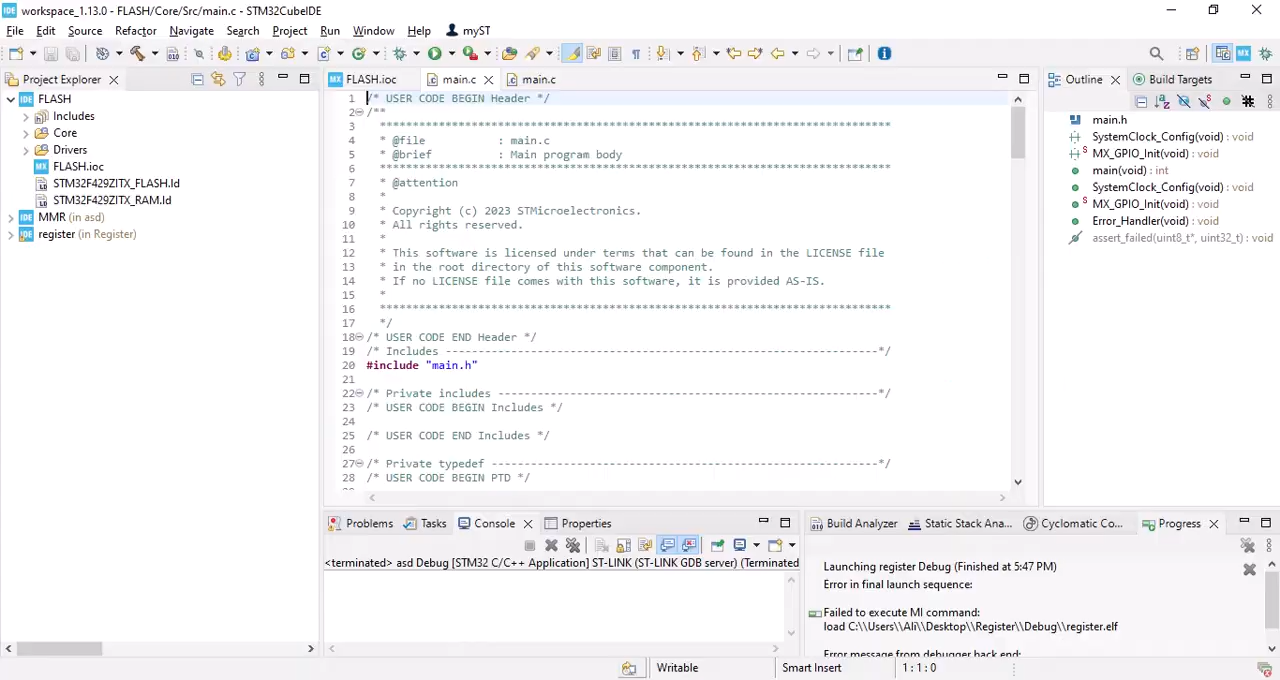 workspace_1.13.0 - FLASH/Core/Src/main.c - STM32CubeIDE
File Edit Source Refactor Navigate Search Project Run Window Help myST
Project Explorer
FLASH
Includes
Core
Drivers
FLASH.ioc
STM32F429ZITX_FLASH.ld
STM32F429ZITX_RAM.ld
MMR (in asd)
register (in Register)
FLASH.ioc main.c main.c
1 /* USER CODE BEGIN Header */
2 /**
3 ******************************************************************************
4 * @file : main.c
5 * @brief : Main program body
6 ******************************************************************************
7 * @attention
8 *
9 * Copyright (c) 2023 STMicroelectronics.
10 * All rights reserved.
11 *
12 * This software is licensed under terms that can be found in the LICENSE file
13 * in the root directory of this software component.
14 * If no LICENSE file comes with this software, it is provided AS-IS.
15 *
16 ******************************************************************************
17 */
18 /* USER CODE END Header */
19 /* Includes ------------------------------------------------------------------*/
20 #include "main.h"
21
22 /* Private includes ----------------------------------------------------------*/
23 /* USER CODE BEGIN Includes */
24
25 /* USER CODE END Includes */
26
27 /* Private typedef -----------------------------------------------------------*/
28 /* USER CODE BEGIN PTD */
Outline Build Targets
main.h
SystemClock_Config(void) : void
MX_GPIO_Init(void) : void
main(void) : int
SystemClock_Config(void) : void
MX_GPIO_Init(void) : void
Error_Handler(void) : void
assert_failed(uint8_t*, uint32_t) : void
Problems Tasks Console Properties
<terminated> asd Debug [STM32 C/C++ Application] ST-LINK (ST-LINK GDB server) (Terminated
Build Analyzer Static Stack Ana... Cyclomatic Co... Progress
Launching register Debug (Finished at 5:47 PM)
Error in final launch sequence:
Failed to execute MI command:
load C:\\Users\\Ali\\Desktop\\Register\\Debug\\register.elf
Error message from debugger back end:
Writable Smart Insert 1 : 1 : 0